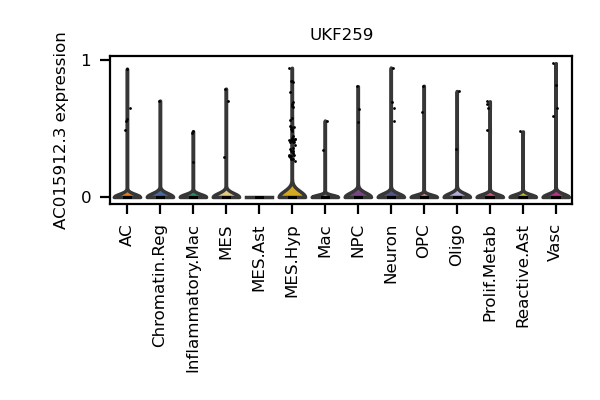 UKF259
AC015912.3 expression
1
0
AC
Chromatin.Reg
Inflammatory.Mac
MES
MES.Ast
MES.Hyp
Mac
NPC
Neuron
OPC
Oligo
Prolif.Metab
Reactive.Ast
Vasc